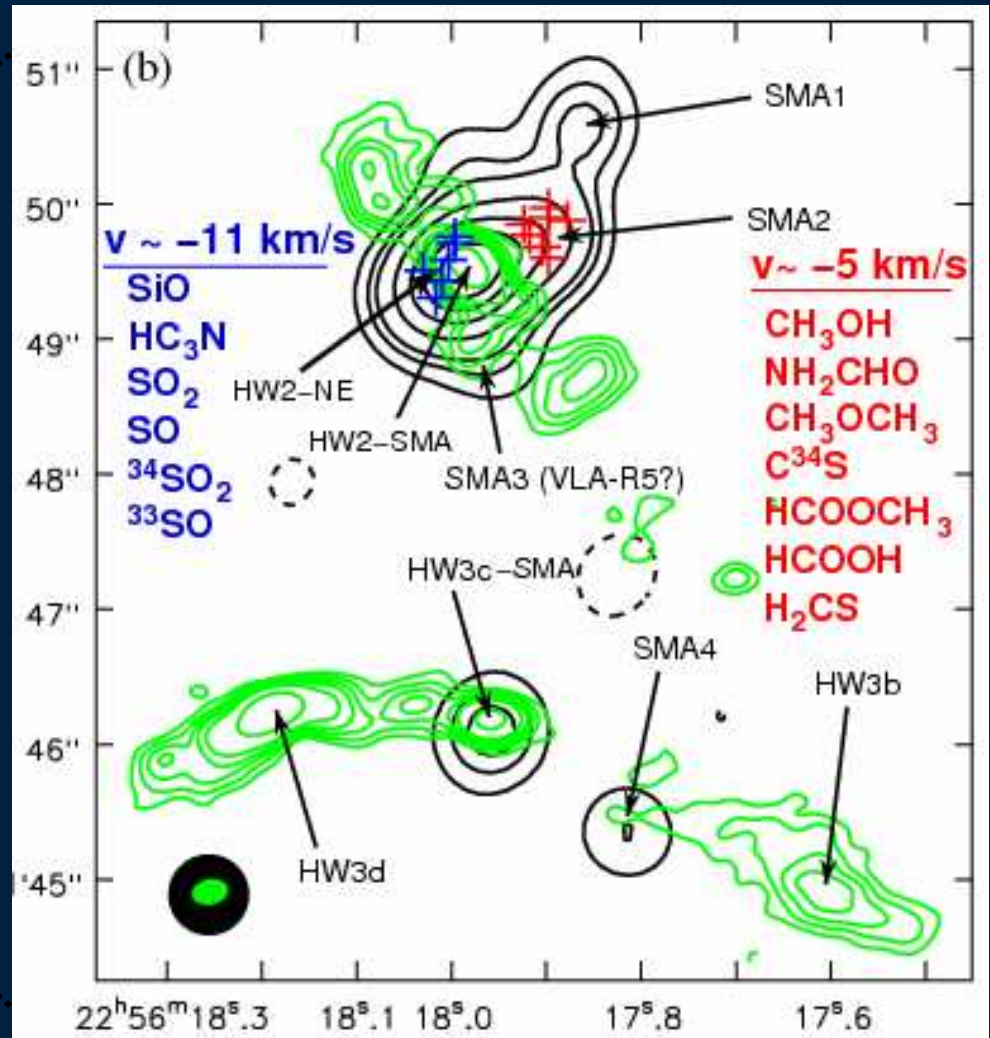 (b)
51"
50"
49"
48"
47"
46"
'45"
SMA1
SMA2
v ~ −11 km/s
SiO
HC₃N
SO₂
SO
³⁴SO₂
³³SO
v~ −5 km/s
CH₃OH
NH₂CHO
CH₃OCH₃
C³⁴S
HCOOCH₃
HCOOH
H₂CS
HW2−NE
HW2−SMA
SMA3 (VLA-R5?)
HW3c−SMA
SMA4
HW3b
HW3d
22ʰ56ᵐ18ˢ.3 18ˢ.1 18ˢ.0 17ˢ.8 17ˢ.6